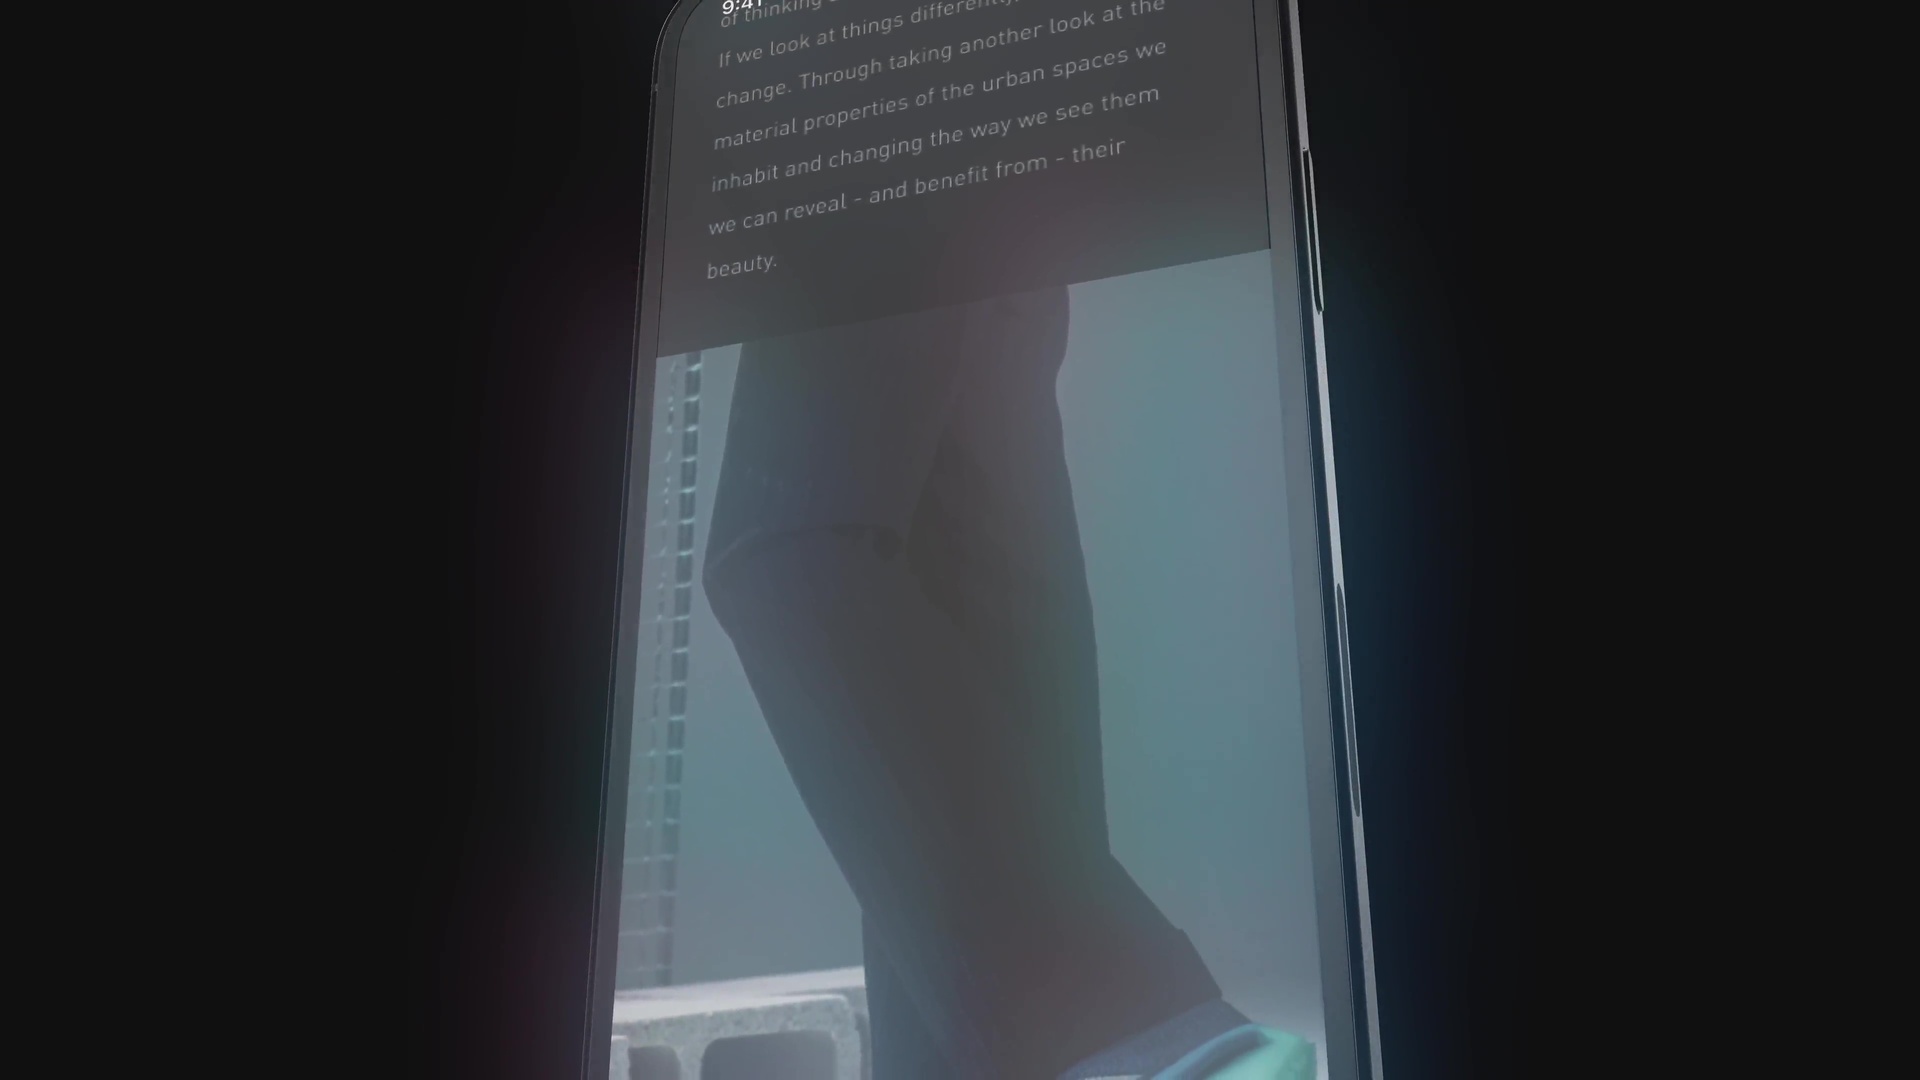 9:41
of thinking
If we look at things differently,
change. Through taking another look at the
material properties of the urban spaces we
inhabit and changing the way we see them
we can reveal - and benefit from - their
beauty.